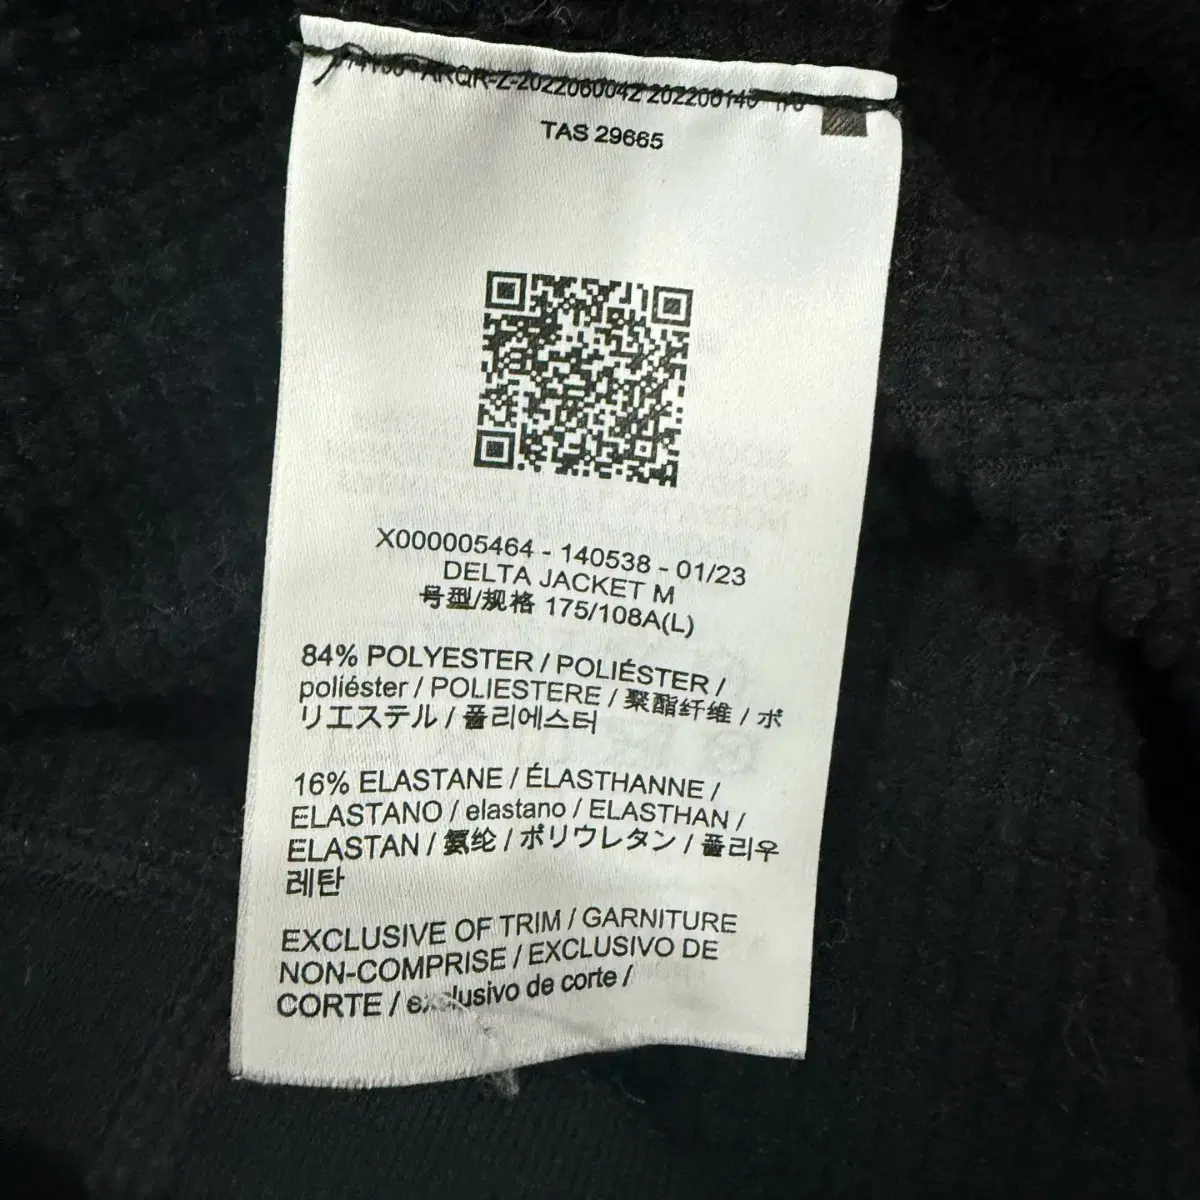 ARQR-Z-2022060042
TAS 29665
X000005464 - 140538 - 01/23
DELTA JACKET M
号型/规格 175/108A(L)
84% POLYESTER / POLIÉSTER /
poliéster / POLIESTERE / 聚酯纤维 / ポ
リエステル / 폴리에스터
16% ELASTANE / ÉLASTHANNE /
ELASTANO / elastano / ELASTHAN /
ELASTAN / 氨纶 / ポリウレタン / 폴리우
레탄
EXCLUSIVE OF TRIM / GARNITURE
NON-COMPRISE / EXCLUSIVO DE
CORTE / exclusivo de corte /